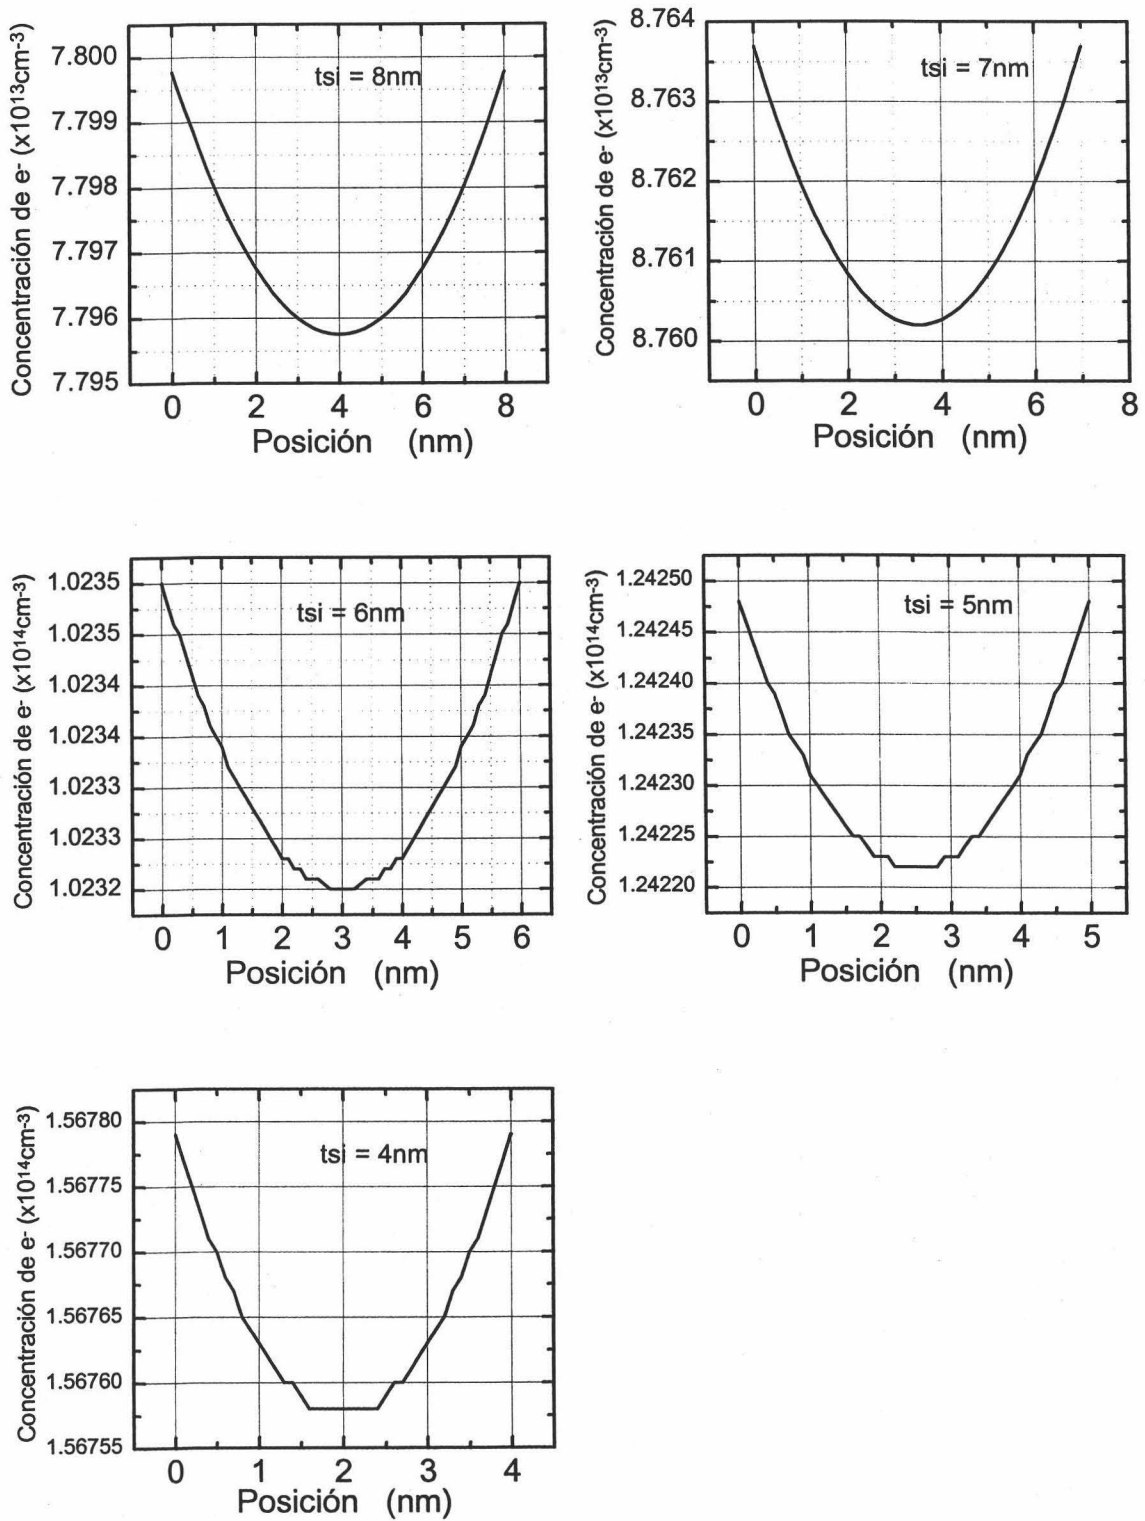 Concentración de e- (x10¹³cm-³)
7.800
7.799
7.798
7.797
7.796
7.795
tsi = 8nm
0 2 4 6 8
Posición (nm)
Concentración de e- (x10¹³cm-³)
8.764
8.763
8.762
8.761
8.760
tsi = 7nm
0 2 4 6 8
Posición (nm)
Concentración de e- (x10¹⁴cm-³)
1.0235
1.0235
1.0234
1.0234
1.0233
1.0233
1.0232
tsi = 6nm
0 1 2 3 4 5 6
Posición (nm)
Concentración de e- (x10¹⁴cm-³)
1.24250
1.24245
1.24240
1.24235
1.24230
1.24225
1.24220
tsi = 5nm
0 1 2 3 4 5
Posición (nm)
Concentración de e- (x10¹⁴cm-³)
1.56780
1.56775
1.56770
1.56765
1.56760
1.56755
tsi = 4nm
0 1 2 3 4
Posición (nm)